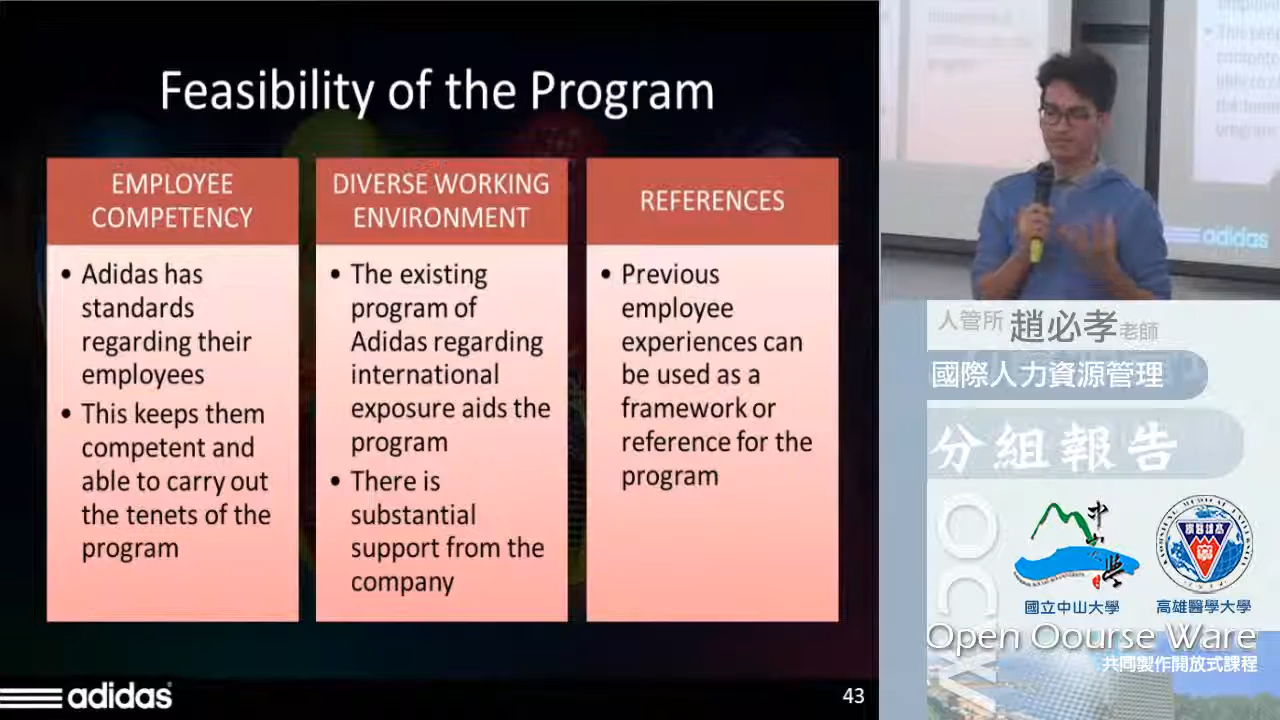 Feasibility of the Program
EMPLOYEE
COMPETENCY
• Adidas has
standards
regarding their
employees
• This keeps them
competent and
able to carry out
the tenets of the
program
DIVERSE WORKING
ENVIRONMENT
• The existing
program of
Adidas regarding
international
exposure aids the
program
• There is
substantial
support from the
company
REFERENCES
• Previous
employee
experiences can
be used as a
framework or
reference for the
program
adidas
43
adidas
人管所 趙必孝老師
國際人力資源管理
分組報告
OCW
國立中山大學
高雄醫學大學
Open Course Ware
共同製作開放式課程